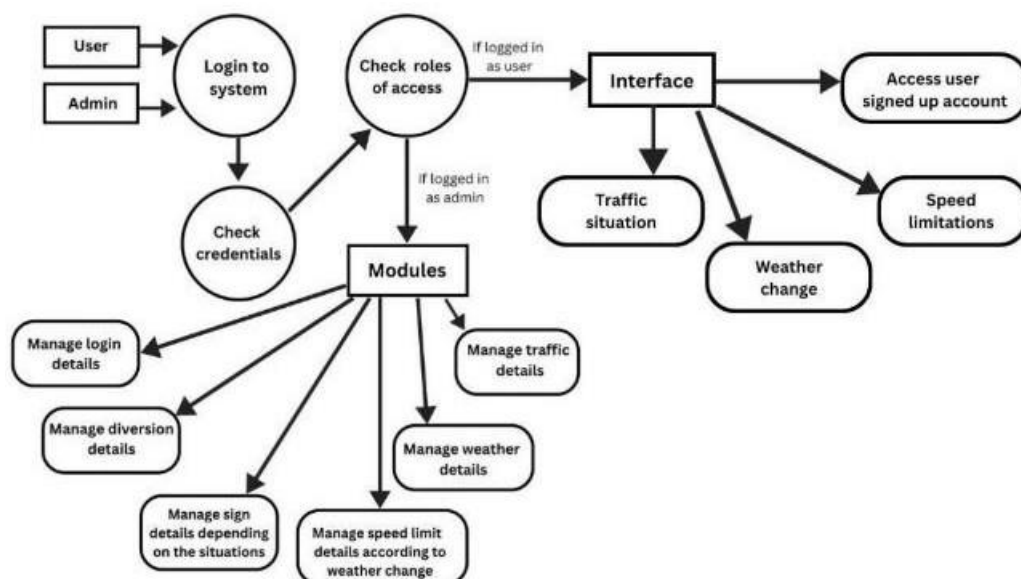 User
Admin
Login to
system
Check roles
of access
If logged in
as user
Interface
Access user
signed up account
Traffic
situation
Weather
change
Speed
limitations
Check
credentials
If logged in
as admin
Modules
Manage login
details
Manage diversion
details
Manage sign
details depending
on the situations
Manage speed limit
details according to
weather change
Manage weather
details
Manage traffic
details